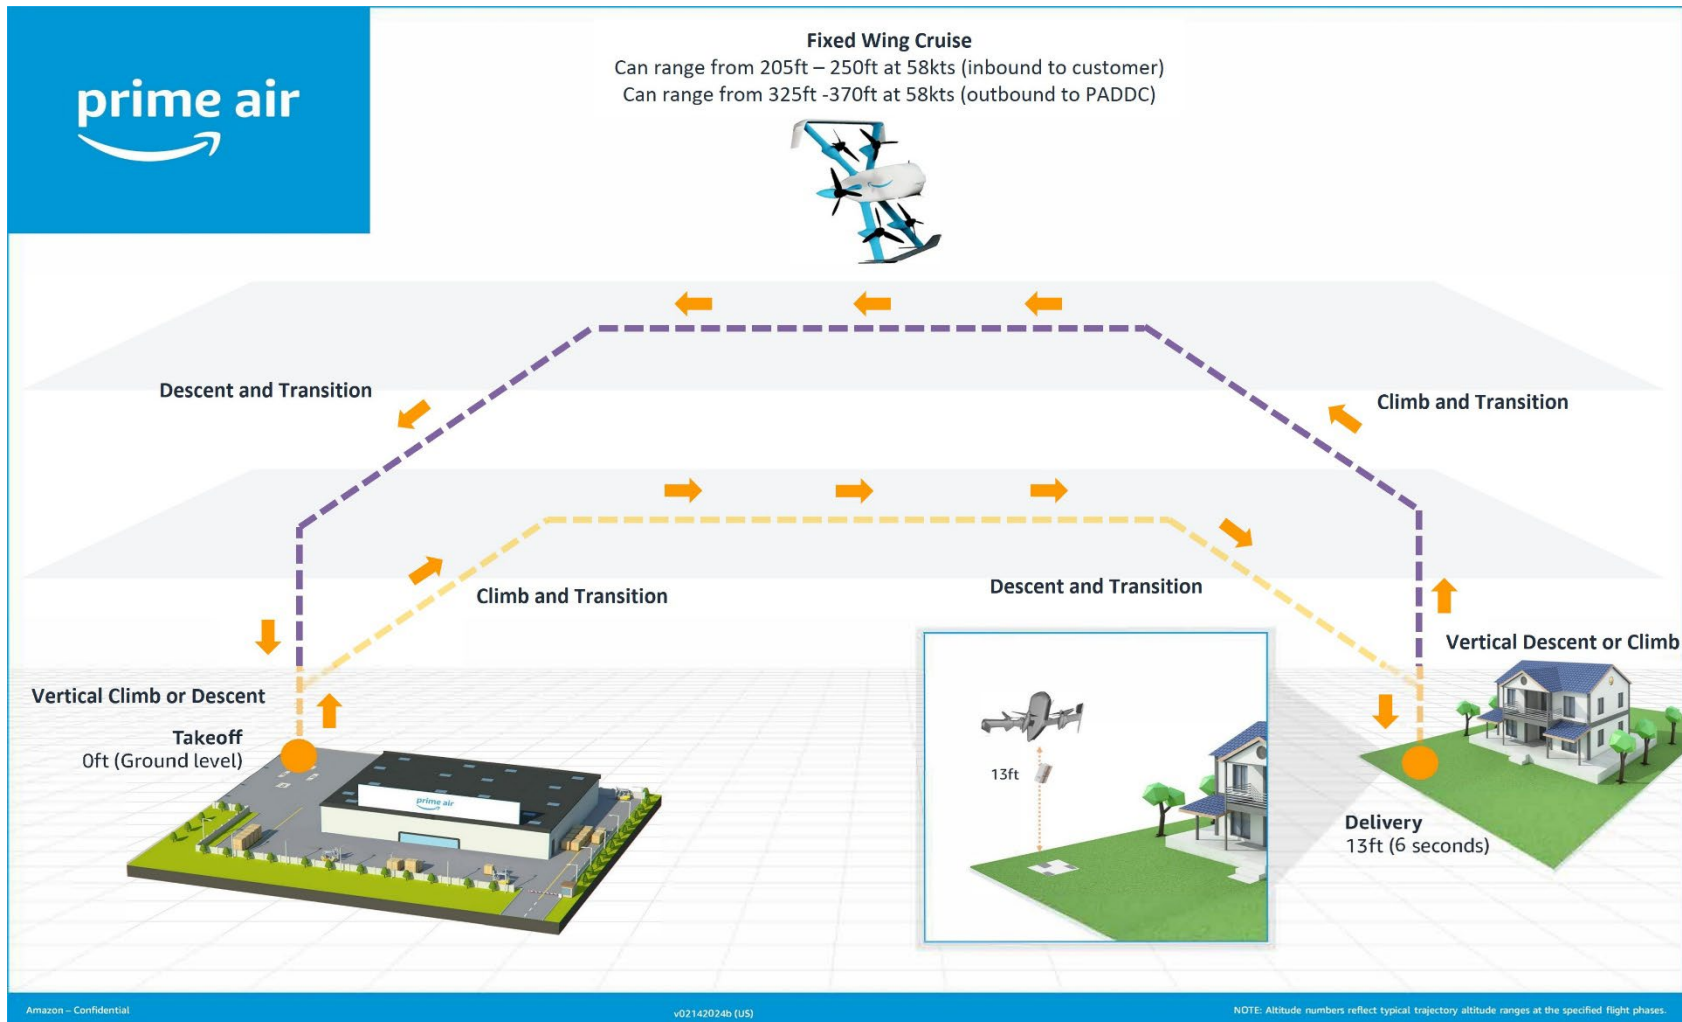 prime air
Fixed Wing Cruise
Can range from 205ft – 250ft at 58kts (inbound to customer)
Can range from 325ft -370ft at 58kts (outbound to PADDC)
Descent and Transition
Climb and Transition
Climb and Transition
Descent and Transition
Vertical Descent or Climb
Vertical Climb or Descent
Takeoff
0ft (Ground level)
prime air
13ft
Delivery
13ft (6 seconds)
Amazon – Confidential
v02142024b (US)
NOTE: Altitude numbers reflect typical trajectory altitude ranges at the specified flight phases.